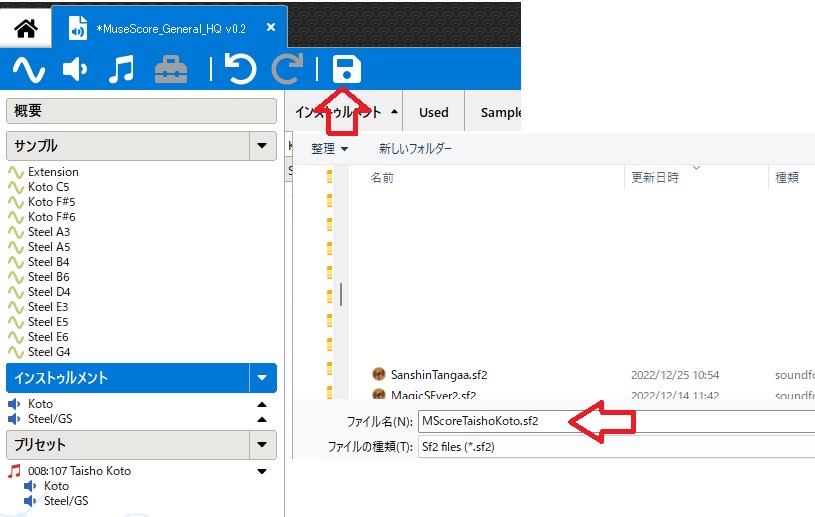 *MuseScore_General_HQ v0.2 ×
概要
サンプル
Extension
Koto C5
Koto F#5
Koto F#6
Steel A3
Steel A5
Steel B4
Steel B6
Steel D4
Steel E3
Steel E5
Steel E6
Steel G4
インストゥルメント
Koto
Steel/GS
プリセット
008:107 Taisho Koto
Koto
Steel/GS
インストゥルメント Used Sample
整理 新しいフォルダー
名前 更新日時 種類
SanshinTangaa.sf2 2022/12/25 10:54 soundfo
MagicSFver2.sf2 2022/12/14 11:42 soundfo
ファイル名(N): MScoreTaishoKoto.sf2
ファイルの種類(T): Sf2 files (*.sf2)